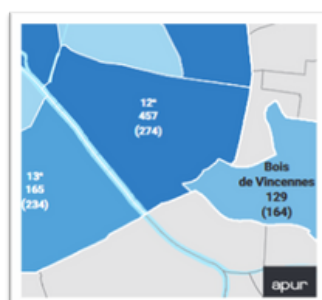 12e
457
(274)
13e
165
(234)
Bois
de Vincennes
129
(164)
apur